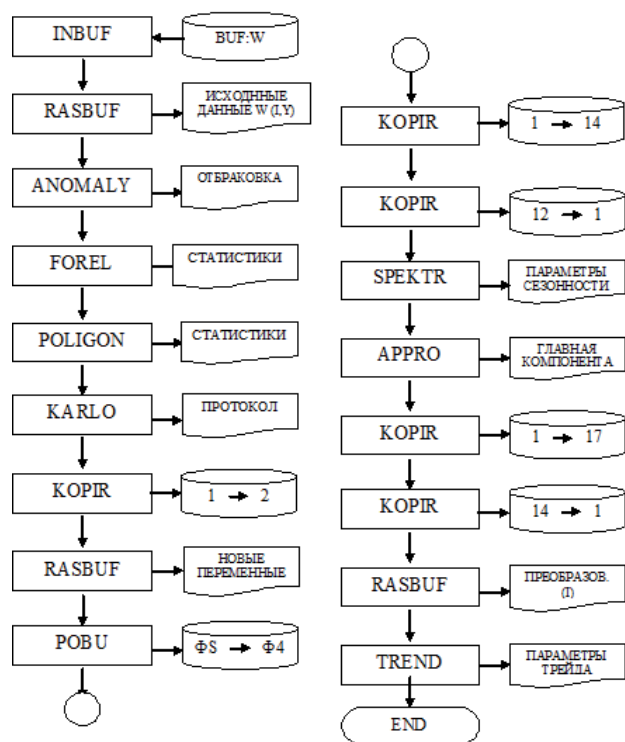 INBUF
BUF:W
RASBUF
ИСХОДННЫЕ
ДАННЫЕ W (I,Y)
ANOMALY
ОТБРАКОВКА
FOREL
СТАТИСТИКИ
POLIGON
СТАТИСТИКИ
KARLO
ПРОТОКОЛ
KOPIR
1 → 2
RASBUF
НОВЫЕ
ПЕРЕМЕННЫЕ
POBU
ФS → Ф4
KOPIR
1 → 14
KOPIR
12 → 1
SPEKTR
ПАРАМЕТРЫ
СЕЗОННОСТИ
APPRO
ГЛАВНАЯ
КОМПОНЕНТА
KOPIR
1 → 17
KOPIR
14 → 1
RASBUF
ПРЕОБРАЗОВ.
(I)
TREND
ПАРАМЕТРЫ
ТРЕЙДА
END